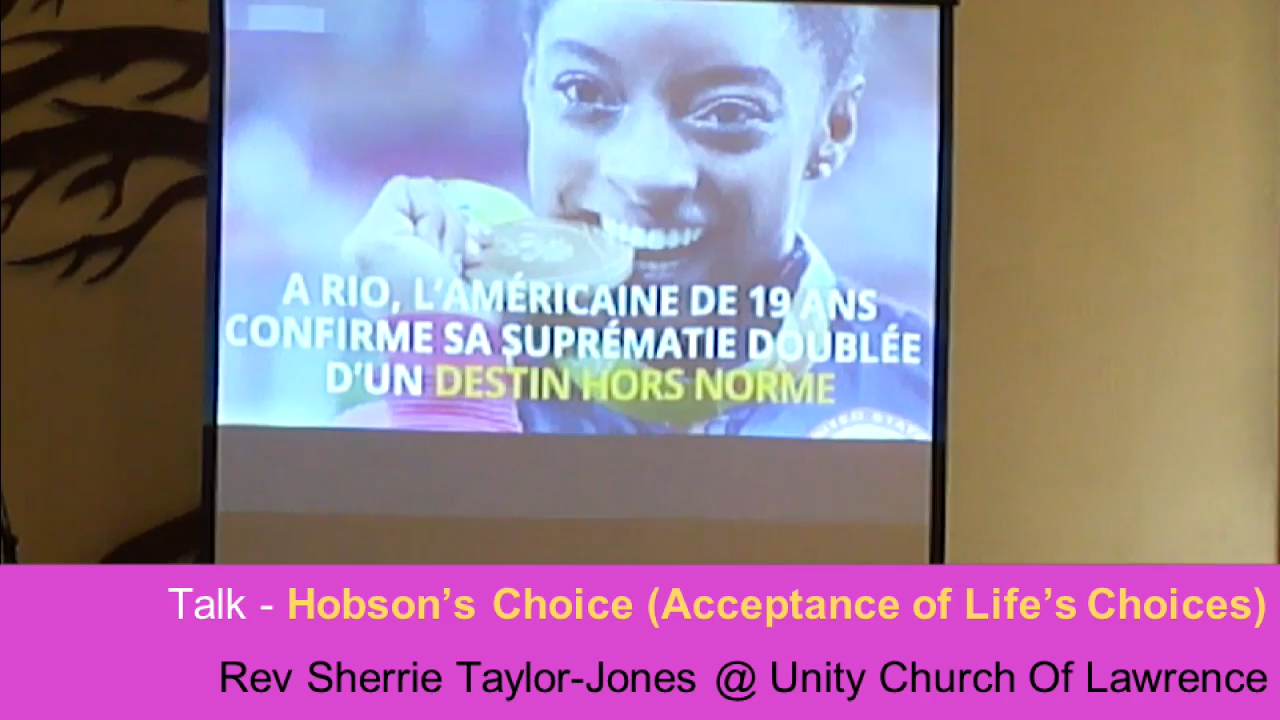 A RIO, L'AMÉRICAINE DE 19 ANS
CONFIRME SA SUPRÉMATIE DOUBLÉE
D'UN DESTIN HORS NORME
Talk - Hobson’s Choice (Acceptance of Life’s Choices)
Rev Sherrie Taylor-Jones @ Unity Church Of Lawrence